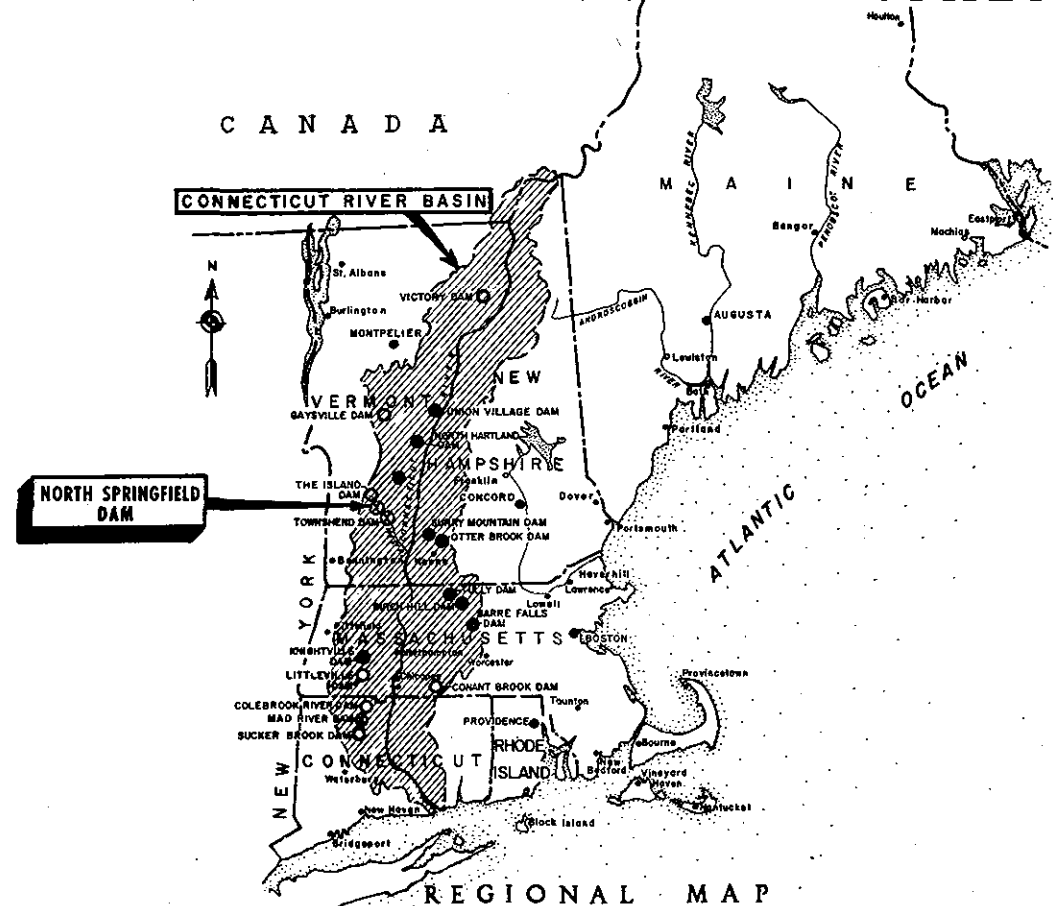 Houlton
CANADA
MAINE
KENNEBEC RIVER
PENOBSCOT RIVER
CONNECTICUT RIVER BASIN
Eastport
Machias
Bangor
N
St. Albans
VICTORY DAM
Bar Harbor
Burlington
ANDROSCOGGIN
RIVER
AUGUSTA
MONTPELIER
Lewiston
NEW
HAMPSHIRE
Bath
OCEAN
VERMONT
GAYSVILLE DAM
UNION VILLAGE DAM
Portland
NORTH HARTLAND
DAM
Franklin
THE ISLAND
DAM
NORTH SPRINGFIELD
DAM
CONCORD
Dover
ATLANTIC
TOWNSHEND DAM
Portsmouth
SURRY MOUNTAIN DAM
OTTER BROOK DAM
Bennington
Keene
Haverhill
Lawrence
NEW YORK
TULLY DAM
BIRCH HILL DAM
Lowell
BARRE FALLS
DAM
Pittsfield
MASSACHUSETTS
BOSTON
KNIGHTVILLE
DAM
Worcester
LITTLEVILLE
Provincetown
CONANT BROOK DAM
COLEBROOK RIVER DAM
Taunton
MAD RIVER DAM
PROVIDENCE
SUCKER BROOK DAM
RHODE
ISLAND
Bourne
CONNECTICUT
New
Bedford
Waterbury
Vineyard
Haven
Nantucket
New Haven
Block Island
Bridgeport
REGIONAL MAP